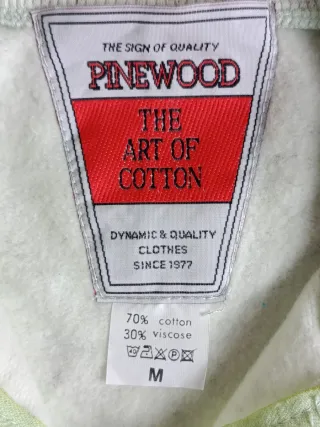 THE SIGN OF QUALITY
PINEWOOD
THE
ART OF
COTTON
DYNAMIC & QUALITY
CLOTHES
SINCE 1977
70% cotton
30% viscose
M